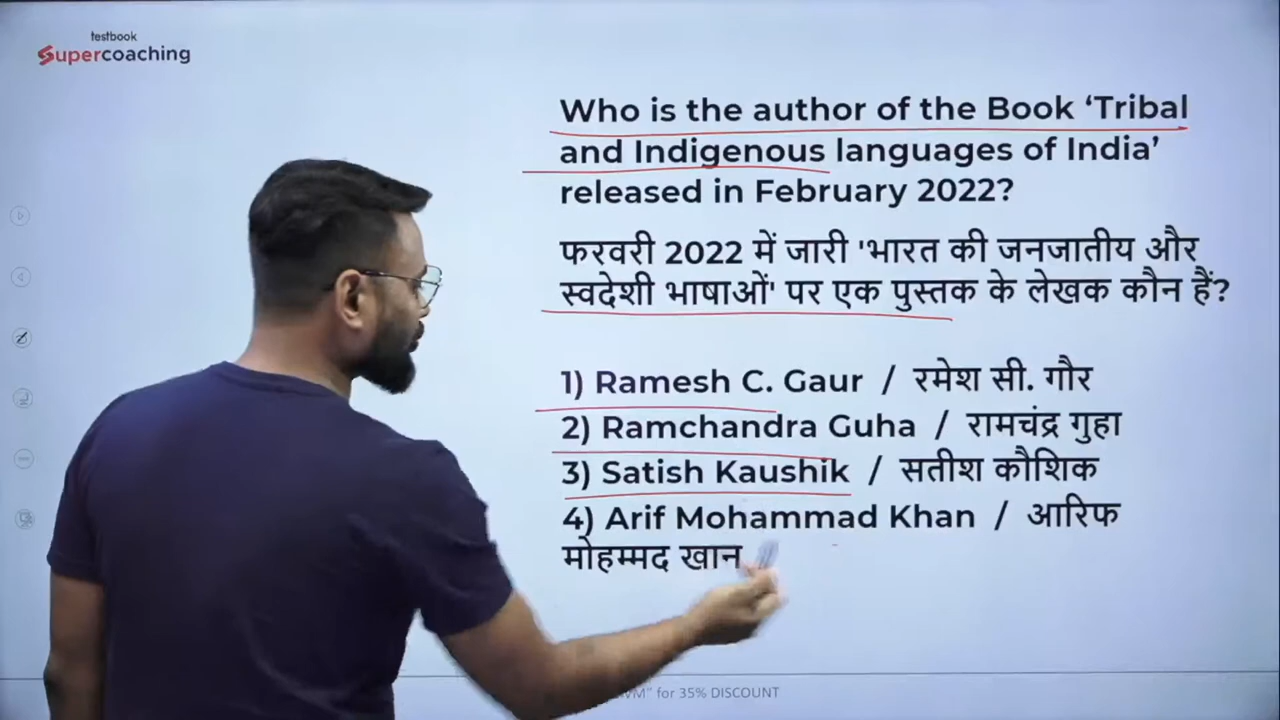 testbook
Supercoaching
Who is the author of the Book ‘Tribal
and Indigenous languages of India’
released in February 2022?
फरवरी 2022 में जारी 'भारत की जनजातीय और
स्वदेशी भाषाओं' पर एक पुस्तक के लेखक कौन हैं?
1) Ramesh C. Gaur / रमेश सी. गौर
2) Ramchandra Guha / रामचंद्र गुहा
3) Satish Kaushik / सतीश कौशिक
4) Arif Mohammad Khan / आरिफ
मोहम्मद खान
for 35% DISCOUNT